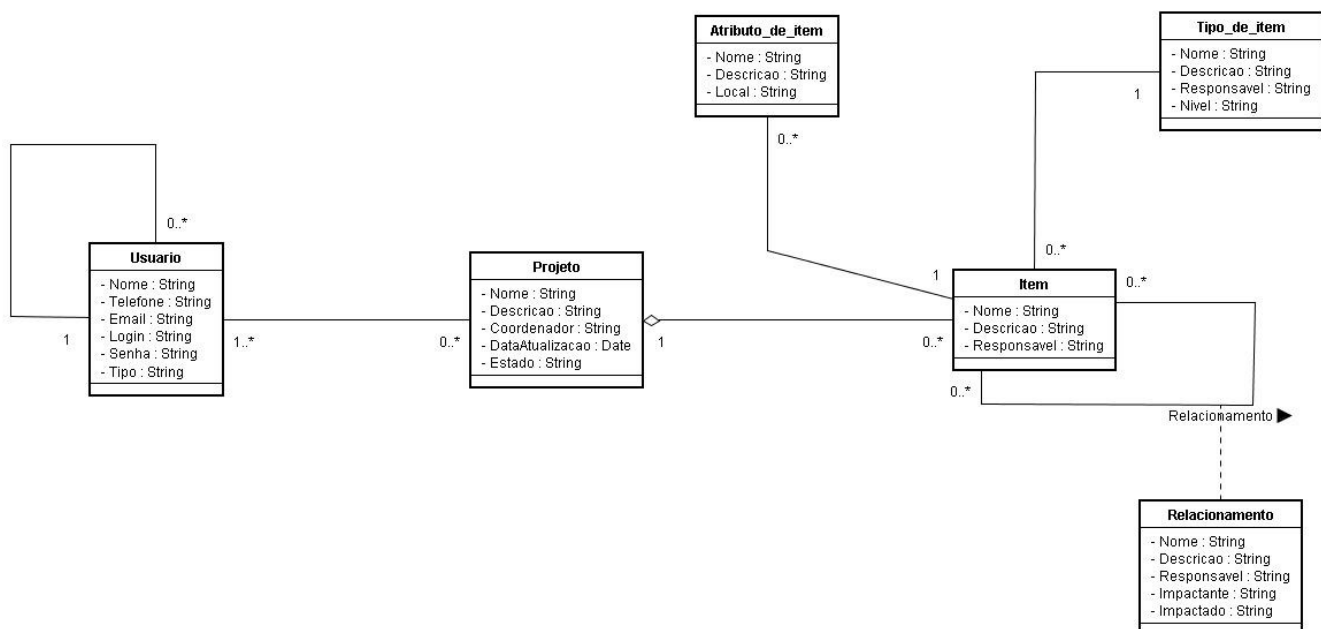 Atributo_de_item
- Nome : String
- Descricao : String
- Local : String
0..*
Tipo_de_item
- Nome : String
- Descricao : String
- Responsavel : String
- Nivel : String
1
0..*
Usuario
- Nome : String
- Telefone : String
- Email : String
- Login : String
- Senha : String
- Tipo : String
1
1..*
0..*
Projeto
- Nome : String
- Descricao : String
- Coordenador : String
- DataAtualizacao : Date
- Estado : String
1
0..*
1
0..*
Item
- Nome : String
- Descricao : String
- Responsavel : String
0..*
0..*
Relacionamento
Relacionamento
- Nome : String
- Descricao : String
- Responsavel : String
- Impactante : String
- Impactado : String